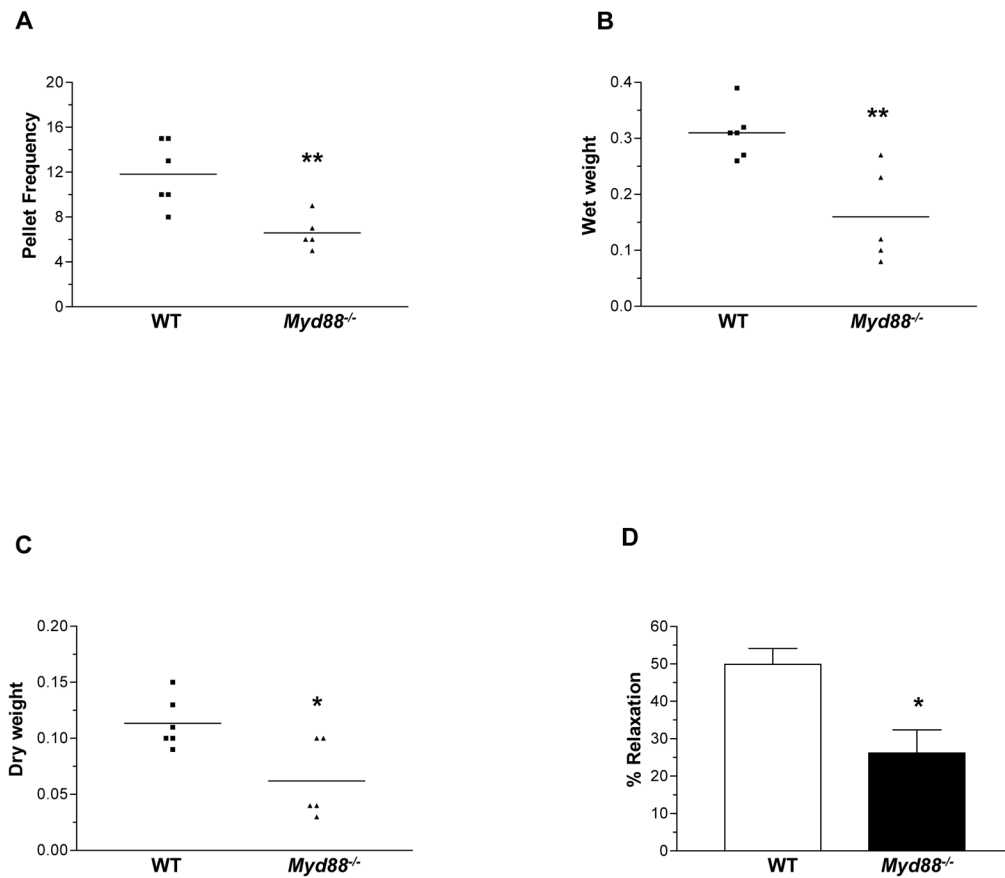 A
B
20
16
12
8
4
0
Pellet Frequency
**
WT
Myd88-/-
0.4
0.3
0.2
0.1
0.0
Wet weight
**
WT
Myd88-/-
C
D
0.20
0.15
0.10
0.05
0.00
Dry weight
*
WT
Myd88-/-
60
50
40
30
20
10
0
% Relaxation
*
WT
Myd88-/-